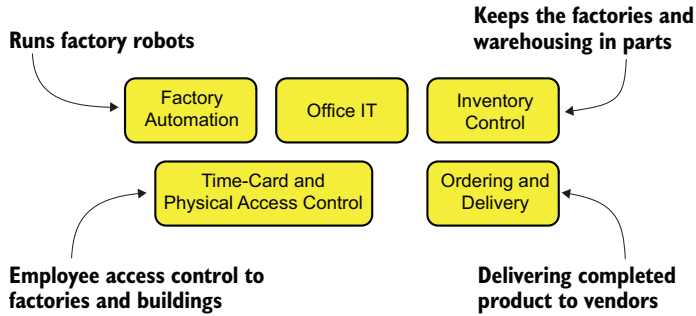 Runs factory robots
Keeps the factories and
warehousing in parts
Factory
Automation
Office IT
Inventory
Control
Time-Card and
Physical Access Control
Ordering and
Delivery
Employee access control to
factories and buildings
Delivering completed
product to vendors